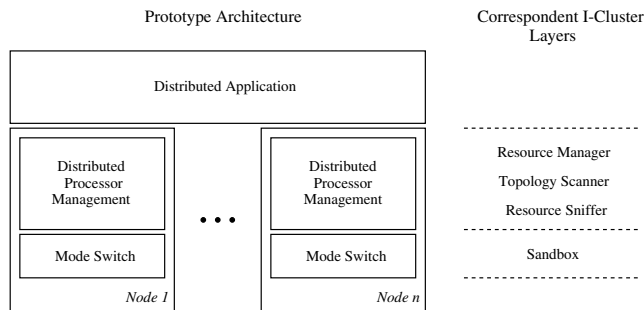 Prototype Architecture
Correspondent I-Cluster
Layers
Distributed Application
Distributed
Processor
Management
Mode Switch
Node 1
Distributed
Processor
Management
Mode Switch
Node n
Resource Manager
Topology Scanner
Resource Sniffer
Sandbox